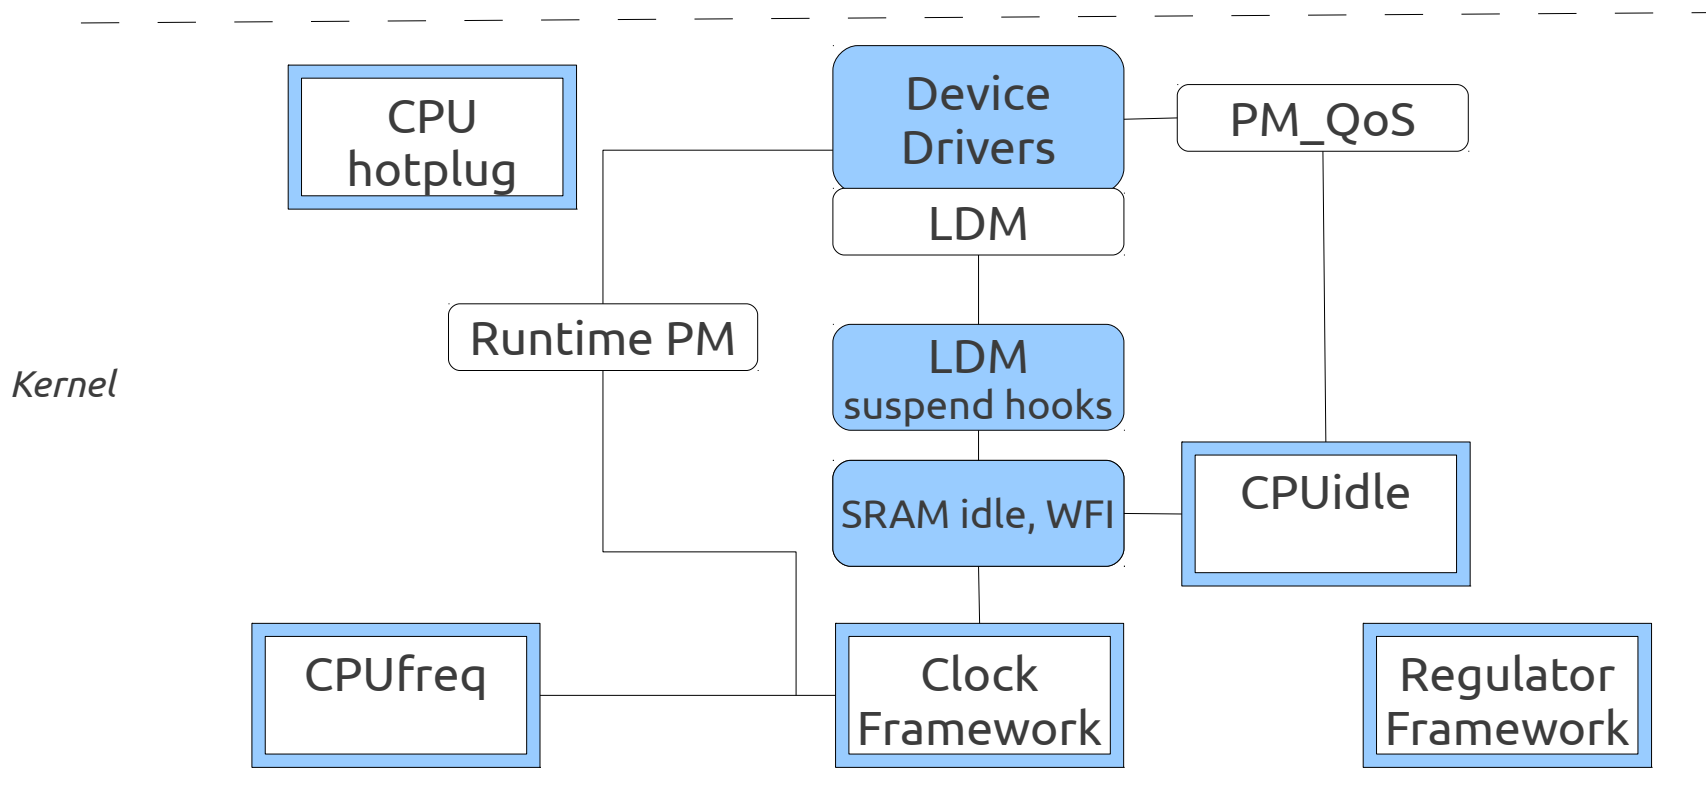 CPU
hotplug
Device
Drivers
PM_QoS
LDM
Runtime PM
LDM
suspend hooks
Kernel
SRAM idle, WFI
CPUidle
CPUfreq
Clock
Framework
Regulator
Framework